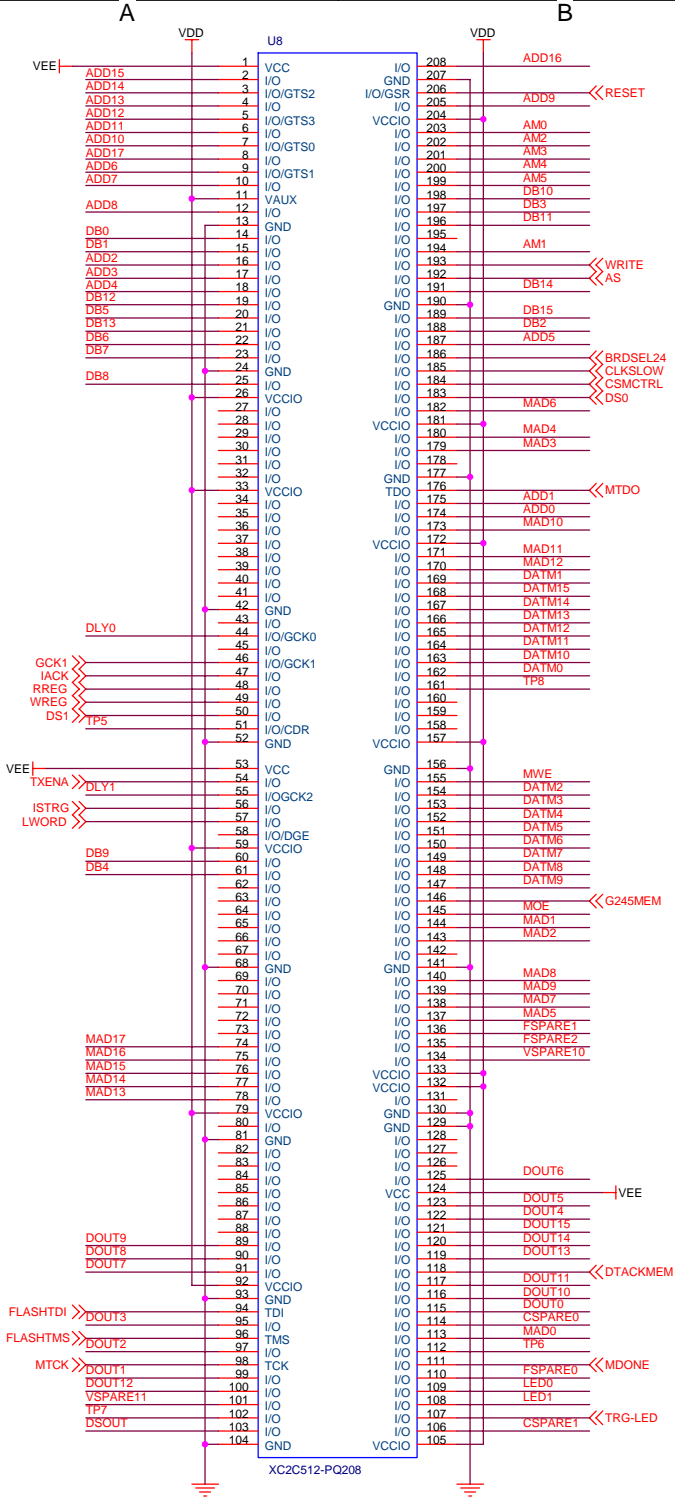 A B
VDD VDD
U8
VEE 1 VCC
ADD15 2 I/O
ADD14 3 I/O/GTS2
ADD13 4 I/O
ADD12 5 I/O/GTS3
ADD11 6 I/O
ADD10 7 I/O/GTS0
ADD17 8 I/O
ADD6 9 I/O/GTS1
ADD7 10 I/O
11 VAUX
ADD8 12 I/O
13 GND
DB0 14 I/O
DB1 15 I/O
ADD2 16 I/O
ADD3 17 I/O
ADD4 18 I/O
DB12 19 I/O
DB5 20 I/O
DB13 21 I/O
DB6 22 I/O
DB7 23 I/O
24 GND
DB8 25 I/O
26 VCCIO
27 I/O
28 I/O
29 I/O
30 I/O
31 I/O
32 I/O
33 VCCIO
34 I/O
35 I/O
36 I/O
37 I/O
38 I/O
39 I/O
40 I/O
41 I/O
42 GND
43 I/O
DLY0 44 I/O/GCK0
45 I/O
GCK1 46 I/O/GCK1
IACK 47 I/O
RREG 48 I/O
WREG 49 I/O
DS1 50 I/O
TP5 51 I/O/CDR
52 GND
VEE 53 VCC
TXENA 54 I/O
DLY1 55 I/OGCK2
ISTRG 56 I/O
LWORD 57 I/O
58 I/O/DGE
59 VCCIO
DB9 60 I/O
DB4 61 I/O
62 I/O
63 I/O
64 I/O
65 I/O
66 I/O
67 I/O
68 GND
69 I/O
70 I/O
71 I/O
72 I/O
73 I/O
MAD17 74 I/O
MAD16 75 I/O
MAD15 76 I/O
MAD14 77 I/O
MAD13 78 I/O
79 VCCIO
80 I/O
81 GND
82 I/O
83 I/O
84 I/O
85 I/O
86 I/O
87 I/O
88 I/O
DOUT9 89 I/O
DOUT8 90 I/O
DOUT7 91 I/O
92 VCCIO
93 GND
FLASHTDI 94 TDI
DOUT3 95 I/O
FLASHTMS 96 TMS
DOUT2 97 I/O
MTCK 98 TCK
DOUT1 99 I/O
DOUT12 100 I/O
VSPARE11 101 I/O
TP7 102 I/O
DSOUT 103 I/O
104 GND
I/O 208 ADD16
GND 207
I/O/GSR 206 RESET
I/O 205 ADD9
VCCIO 204
I/O 203 AM0
I/O 202 AM2
I/O 201 AM3
I/O 200 AM4
I/O 199 AM5
I/O 198 DB10
I/O 197 DB3
I/O 196 DB11
I/O 195
I/O 194 AM1
I/O 193 WRITE
I/O 192 AS
I/O 191 DB14
GND 190
I/O 189 DB15
I/O 188 DB2
I/O 187 ADD5
I/O 186 BRDSEL24
I/O 185 CLKSLOW
I/O 184 CSMCTRL
I/O 183 DS0
I/O 182 MAD6
VCCIO 181
I/O 180 MAD4
I/O 179 MAD3
I/O 178
GND 177
TDO 176 MTDO
I/O 175 ADD1
I/O 174 ADD0
I/O 173 MAD10
VCCIO 172
I/O 171 MAD11
I/O 170 MAD12
I/O 169 DATM1
I/O 168 DATM15
I/O 167 DATM14
I/O 166 DATM13
I/O 165 DATM12
I/O 164 DATM11
I/O 163 DATM10
I/O 162 DATM0
I/O 161 TP8
I/O 160
I/O 159
I/O 158
VCCIO 157
GND 156
I/O 155 MWE
I/O 154 DATM2
I/O 153 DATM3
I/O 152 DATM4
I/O 151 DATM5
I/O 150 DATM6
I/O 149 DATM7
I/O 148 DATM8
I/O 147 DATM9
I/O 146 G245MEM
I/O 145 MOE
I/O 144 MAD1
I/O 143 MAD2
I/O 142
GND 141
I/O 140 MAD8
I/O 139 MAD9
I/O 138 MAD7
I/O 137 MAD5
I/O 136 FSPARE1
I/O 135 FSPARE2
I/O 134 VSPARE10
VCCIO 133
VCCIO 132
I/O 131
GND 130
GND 129
I/O 128
I/O 127
I/O 126
I/O 125 DOUT6
VCC 124 VEE
I/O 123 DOUT5
I/O 122 DOUT4
I/O 121 DOUT15
I/O 120 DOUT14
I/O 119 DOUT13
I/O 118 DTACKMEM
I/O 117 DOUT11
I/O 116 DOUT10
I/O 115 DOUT0
I/O 114 CSPARE0
I/O 113 MAD0
I/O 112 TP6
I/O 111 MDONE
I/O 110 FSPARE0
I/O 109 LED0
I/O 108 LED1
I/O 107 TRG-LED
I/O 106 CSPARE1
VCCIO 105
XC2C512-PQ208